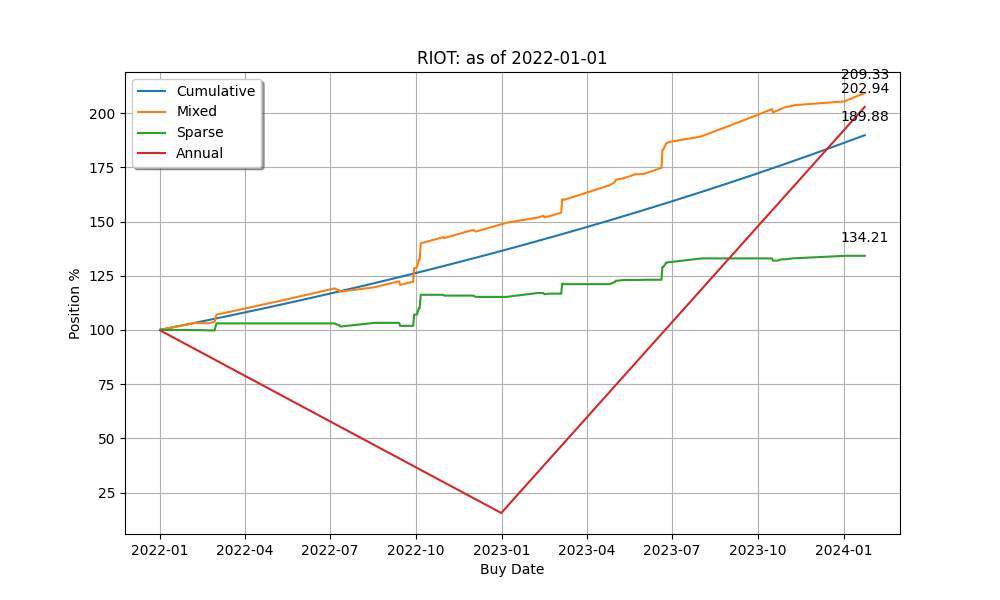 RIOT: as of 2022-01-01
Cumulative
Mixed
Sparse
Annual
209.33
202.94
189.88
134.21
Position %
200
175
150
125
100
75
50
25
2022-01 2022-04 2022-07 2022-10 2023-01 2023-04 2023-07 2023-10 2024-01
Buy Date